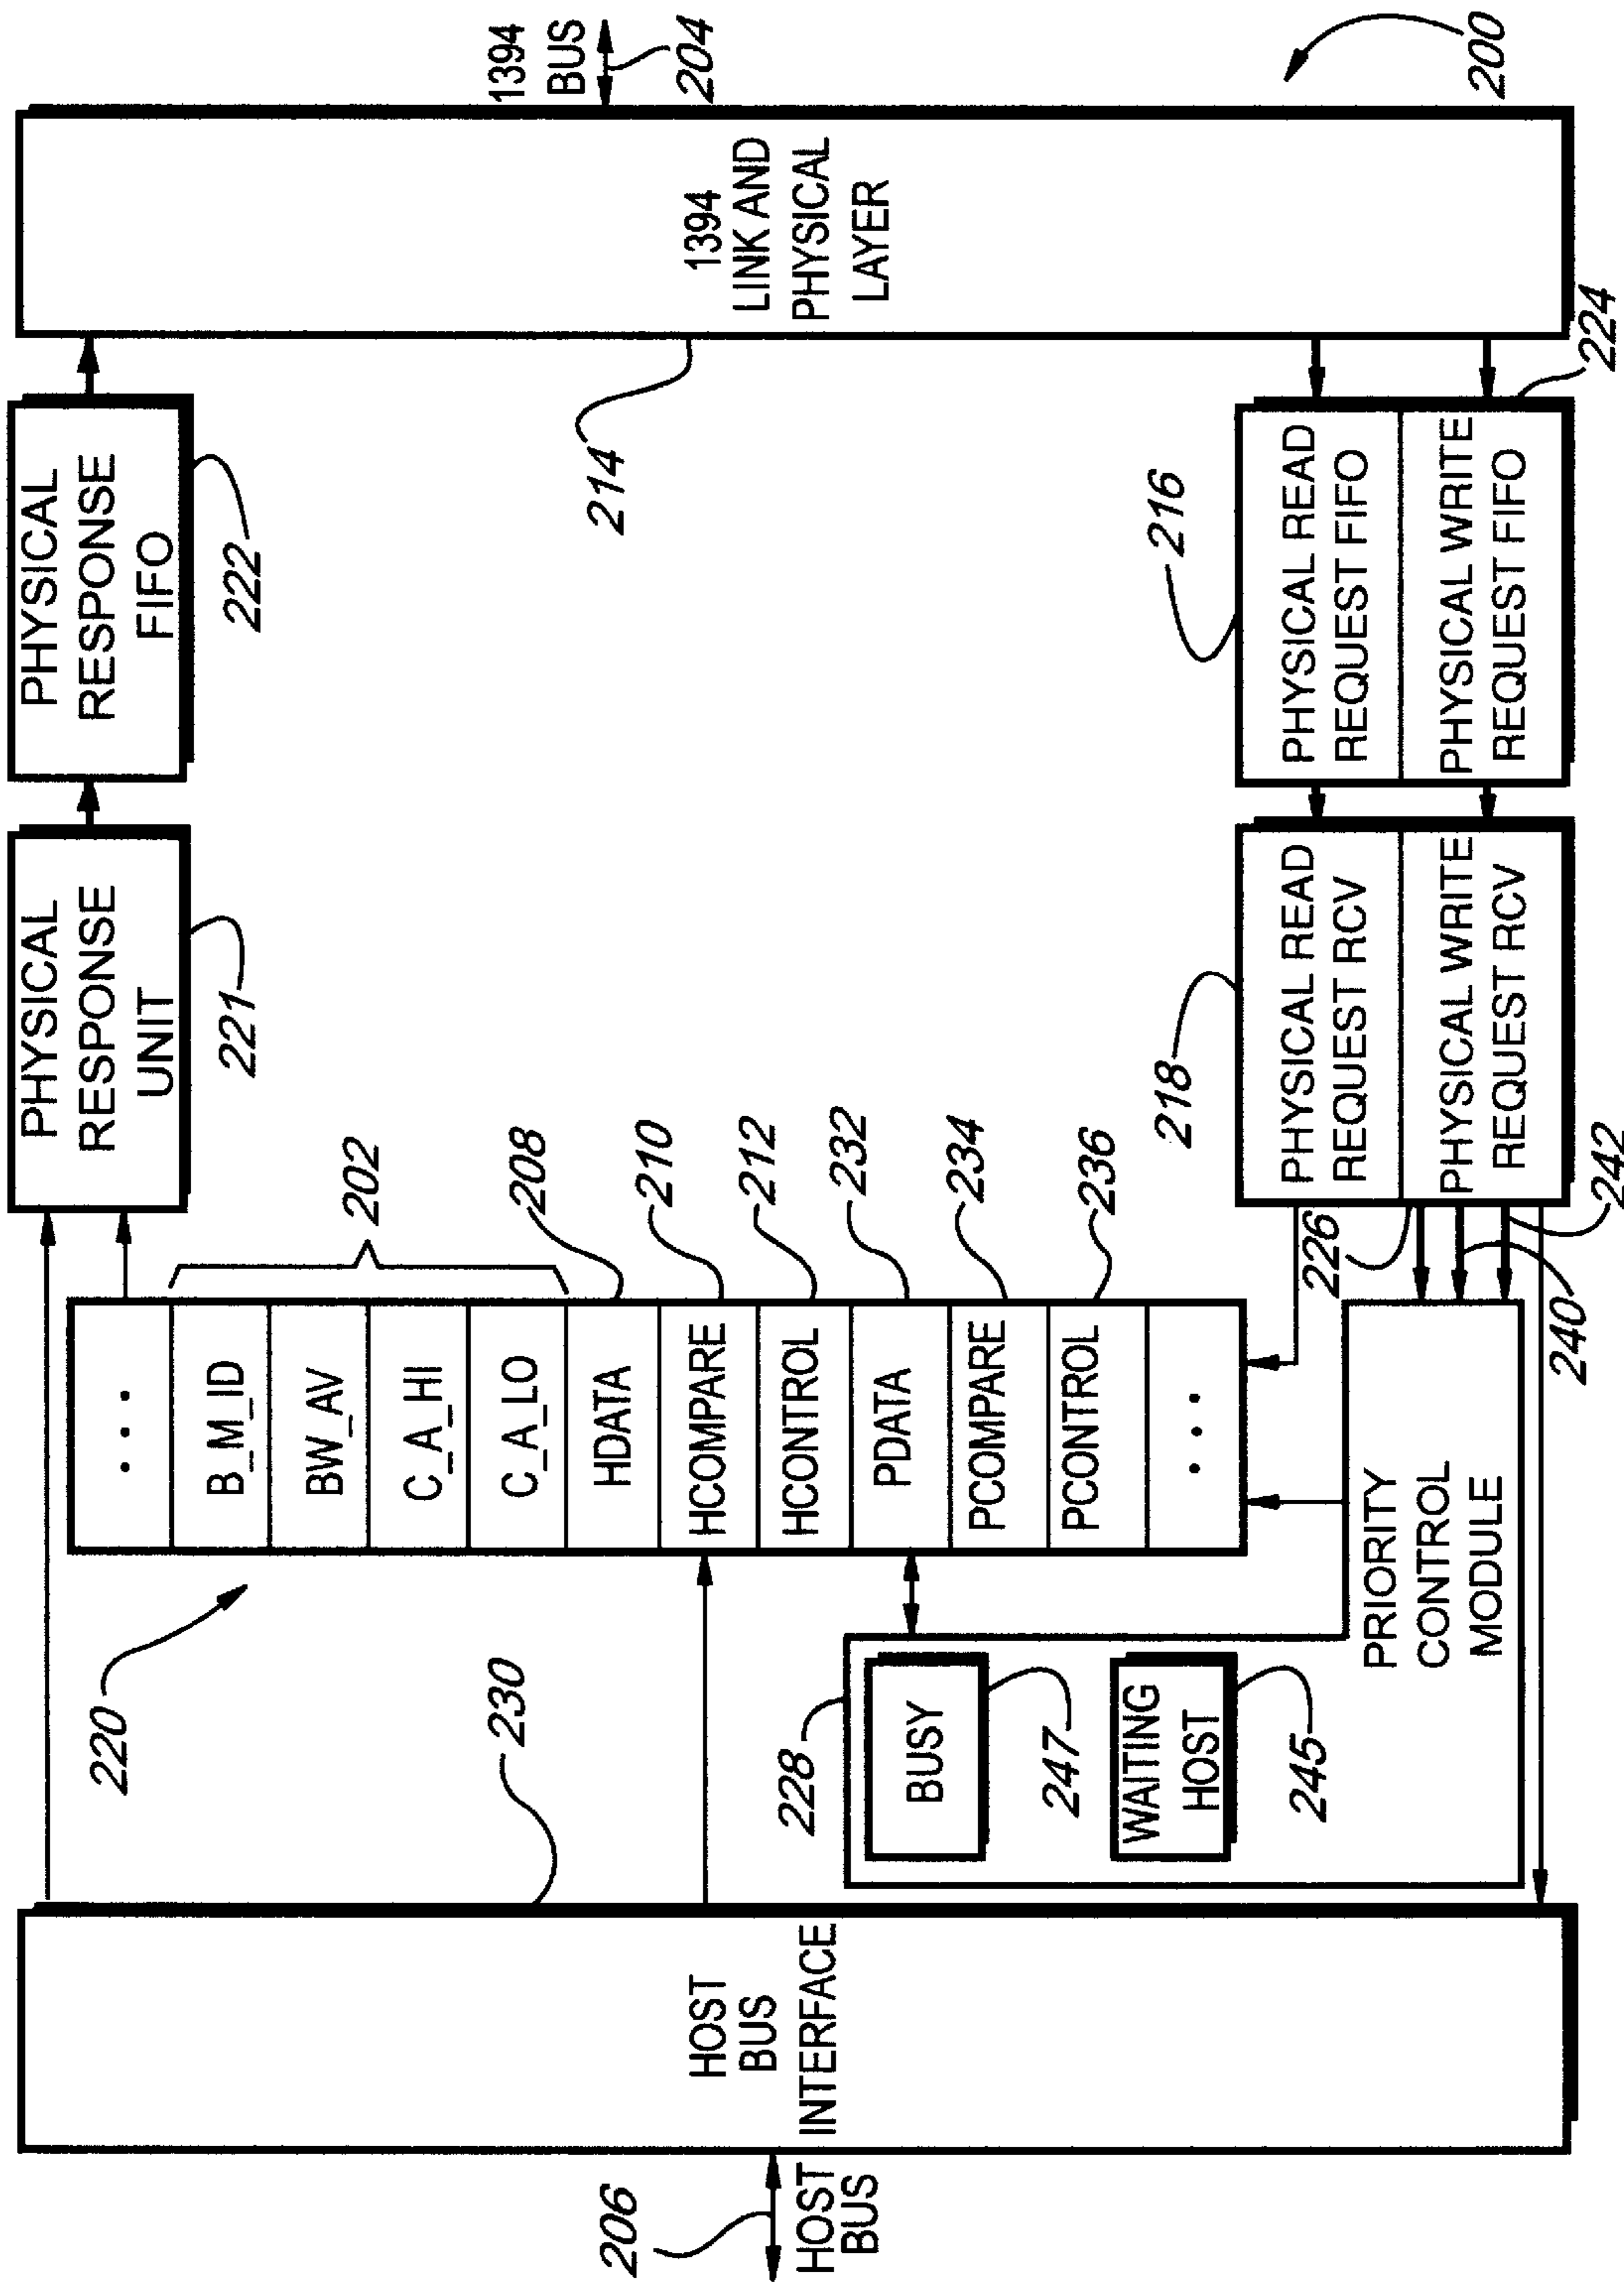 PHYSICAL
RESPONSE
UNIT
221
PHYSICAL
RESPONSE
FIFO
222
1394
BUS
204
220
. . .
B_M_ID
BW_AV
C_A_HI
C_A_LO
HDATA
HCOMPARE
HCONTROL
PDATA
PCOMPARE
PCONTROL
. . .
202
208
210
212
232
234
236
230
206
HOST
BUS
HOST
BUS
INTERFACE
1394
LINK AND
PHYSICAL
LAYER
214
228
BUSY
247
WAITING
HOST
245
PRIORITY
CONTROL
MODULE
218
PHYSICAL READ
REQUEST RCV
PHYSICAL WRITE
REQUEST RCV
226
240
242
216
PHYSICAL READ
REQUEST FIFO
PHYSICAL WRITE
REQUEST FIFO
224
200